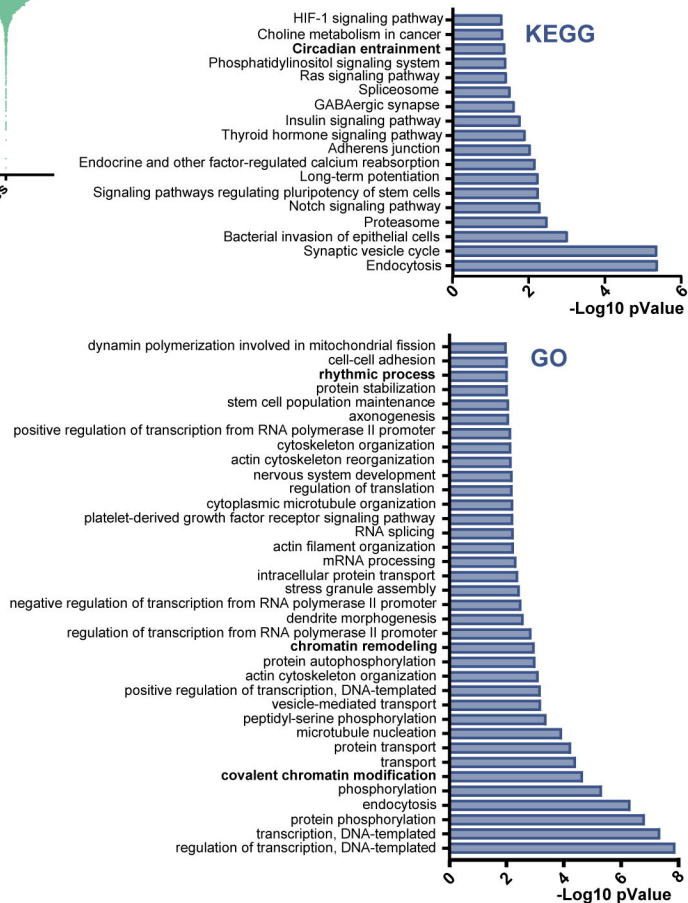 HIF-1 signaling pathway
KEGG
Choline metabolism in cancer
Circadian entrainment
Phosphatidylinositol signaling system
Ras signaling pathway
Spliceosome
GABAergic synapse
Insulin signaling pathway
Thyroid hormone signaling pathway
Adherens junction
Endocrine and other factor-regulated calcium reabsorption
Long-term potentiation
Signaling pathways regulating pluripotency of stem cells
Notch signaling pathway
Proteasome
Bacterial invasion of epithelial cells
Synaptic vesicle cycle
Endocytosis
0 2 4 6
-Log10 pValue
dynamin polymerization involved in mitochondrial fission
GO
cell-cell adhesion
rhythmic process
protein stabilization
stem cell population maintenance
axonogenesis
positive regulation of transcription from RNA polymerase II promoter
cytoskeleton organization
actin cytoskeleton reorganization
nervous system development
regulation of translation
cytoplasmic microtubule organization
platelet-derived growth factor receptor signaling pathway
RNA splicing
actin filament organization
mRNA processing
intracellular protein transport
stress granule assembly
negative regulation of transcription from RNA polymerase II promoter
dendrite morphogenesis
regulation of transcription from RNA polymerase II promoter
chromatin remodeling
protein autophosphorylation
actin cytoskeleton organization
positive regulation of transcription, DNA-templated
vesicle-mediated transport
peptidyl-serine phosphorylation
microtubule nucleation
protein transport
transport
covalent chromatin modification
phosphorylation
endocytosis
protein phosphorylation
transcription, DNA-templated
regulation of transcription, DNA-templated
0 2 4 6 8
-Log10 pValue